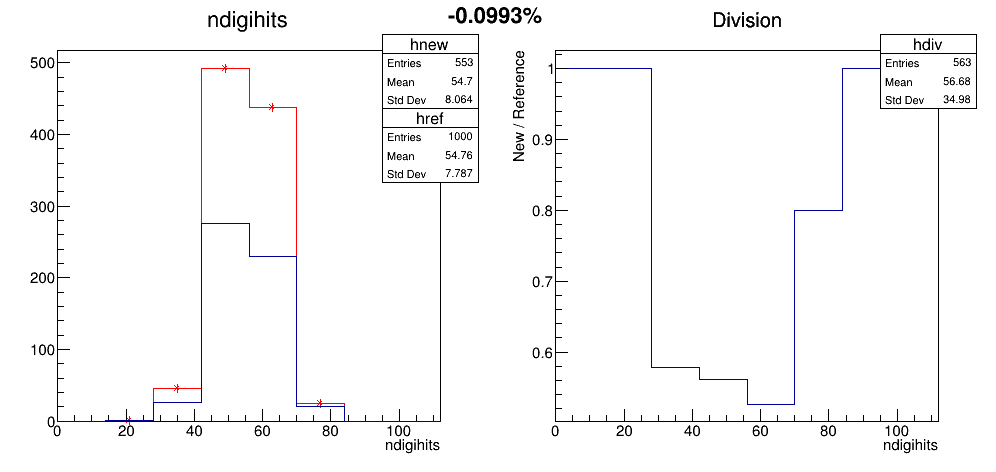 -0.0993%
ndigihits
hnew
Entries 553
Mean 54.7
Std Dev 8.064
href
Entries 1000
Mean 54.76
Std Dev 7.787
500
400
300
200
100
0
0 20 40 60 80 100
ndigihits
Division
hdiv
Entries 563
Mean 56.68
Std Dev 34.98
New / Reference
1
0.9
0.8
0.7
0.6
0 20 40 60 80 100
ndigihits